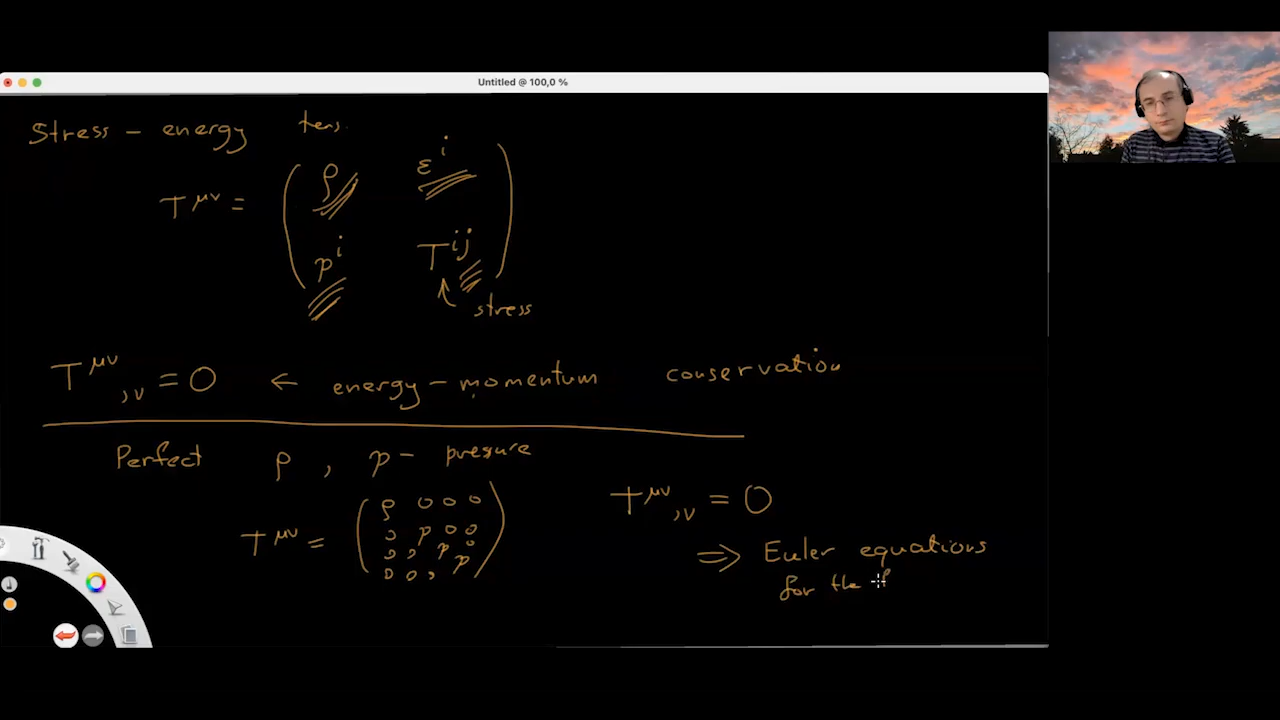 Untitled @ 100,0 %
Stress - energy tens.
T^μν = ( ρ ε^i
p^i T^ij )
↑ stress
T^μν ,ν = 0 ← energy - momentum conservation
Perfect ρ , p - presure
T^μν = ( ρ 0 0 0
0 p 0 0
0 0 p 0
0 0 0 p )
T^μν ,ν = 0
⇒ Euler equations
for the f